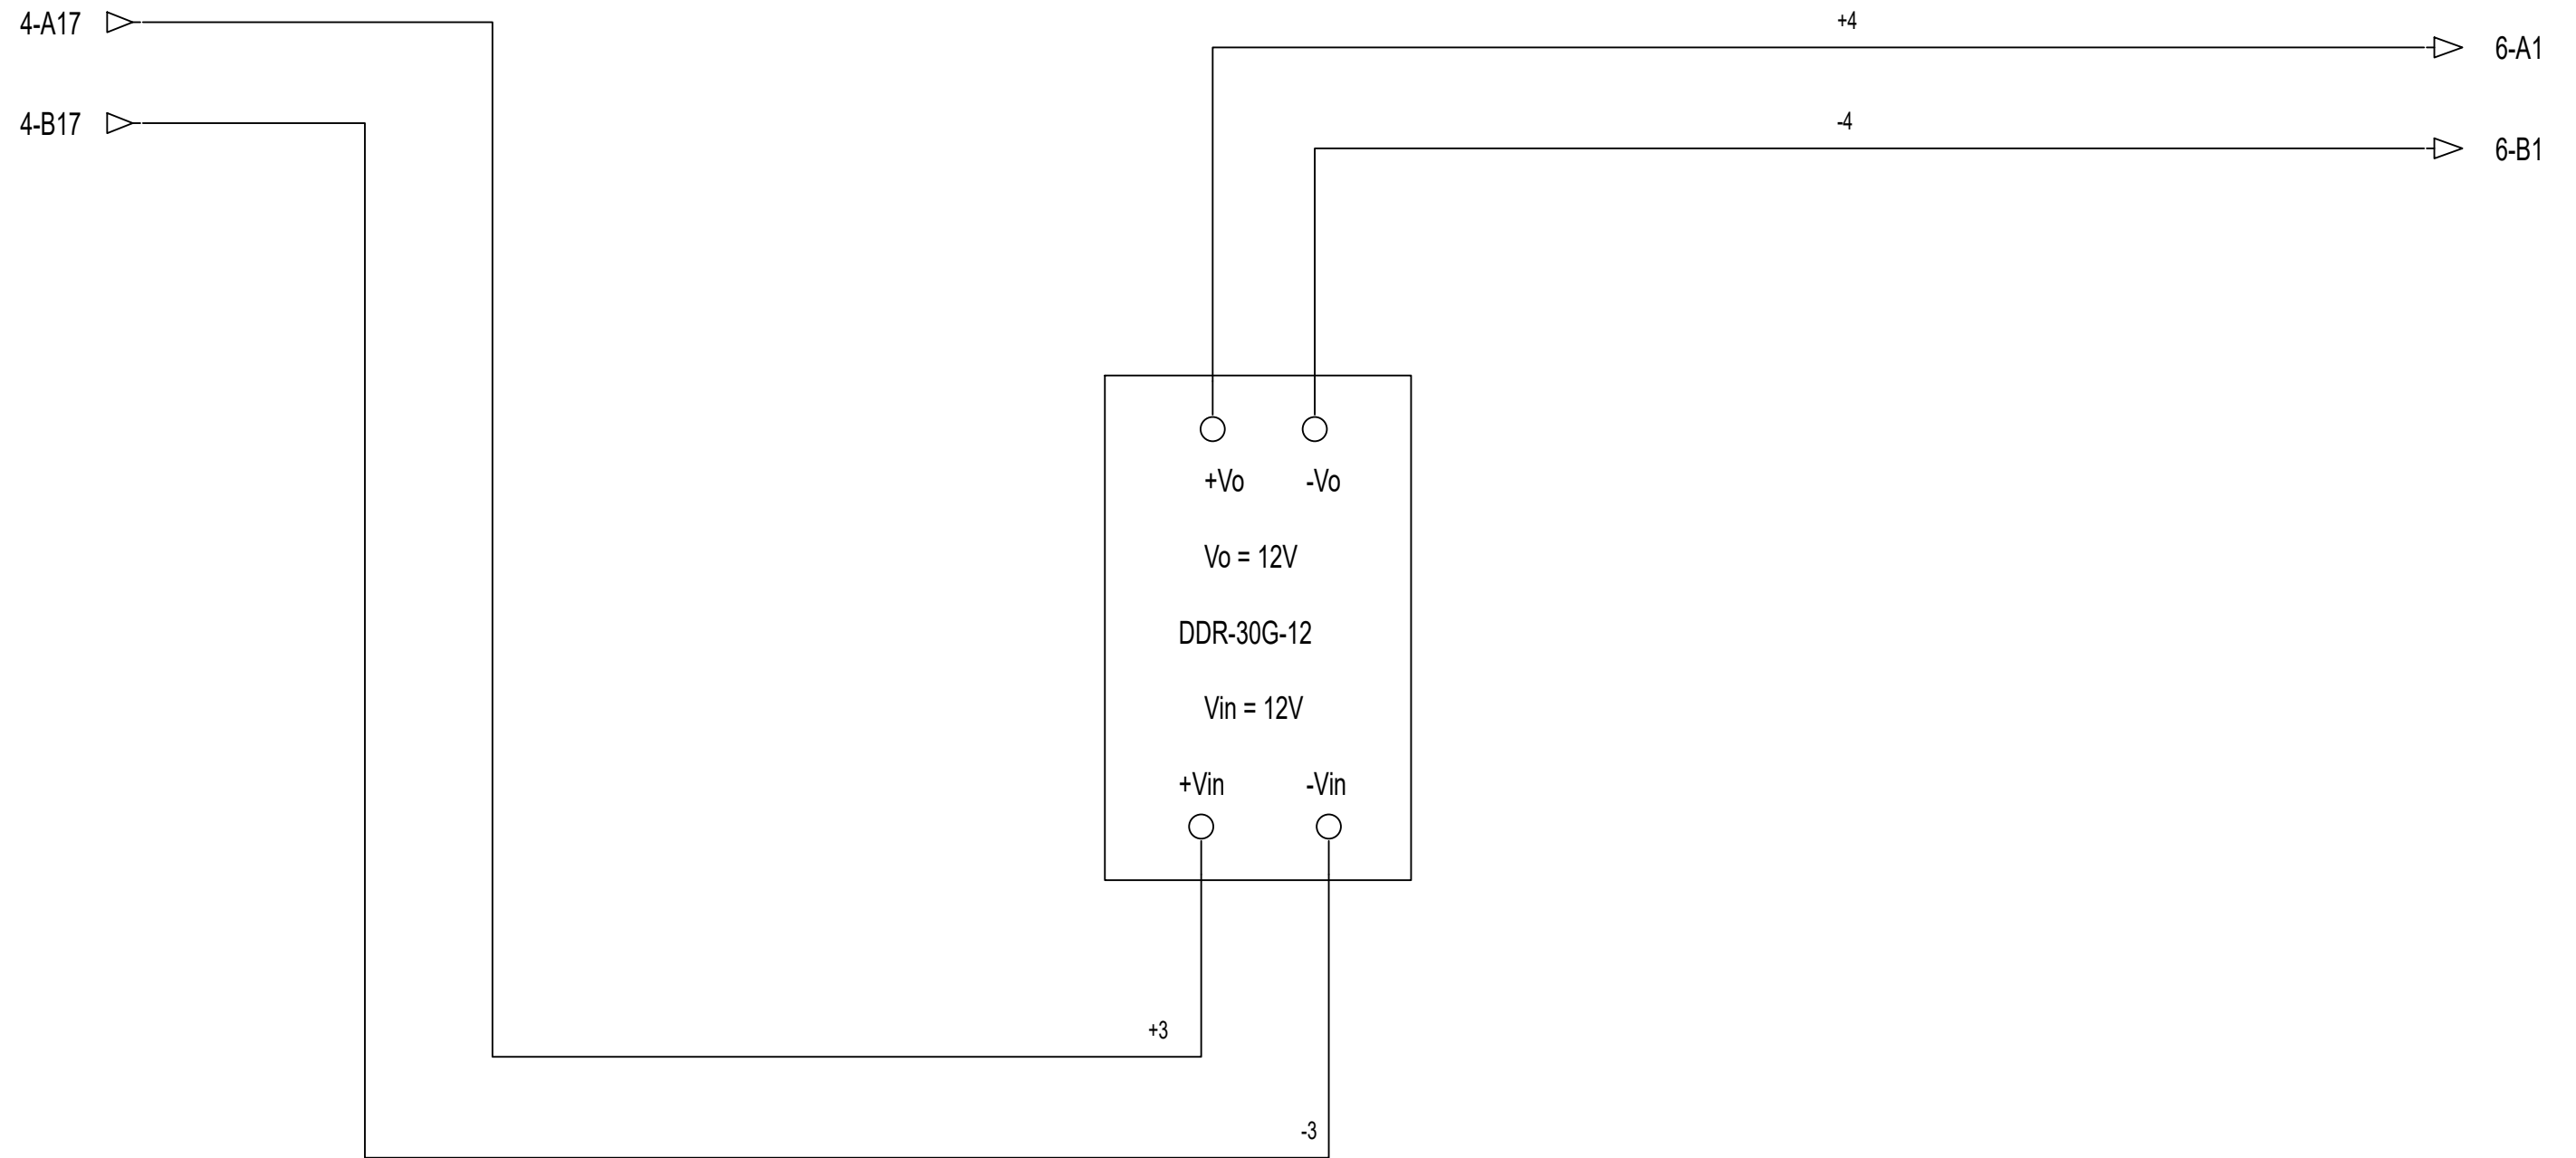 4-A17
+4
6-A1
4-B17
-4
6-B1
+Vo -Vo
Vo = 12V
DDR-30G-12
Vin = 12V
+Vin -Vin
+3
-3